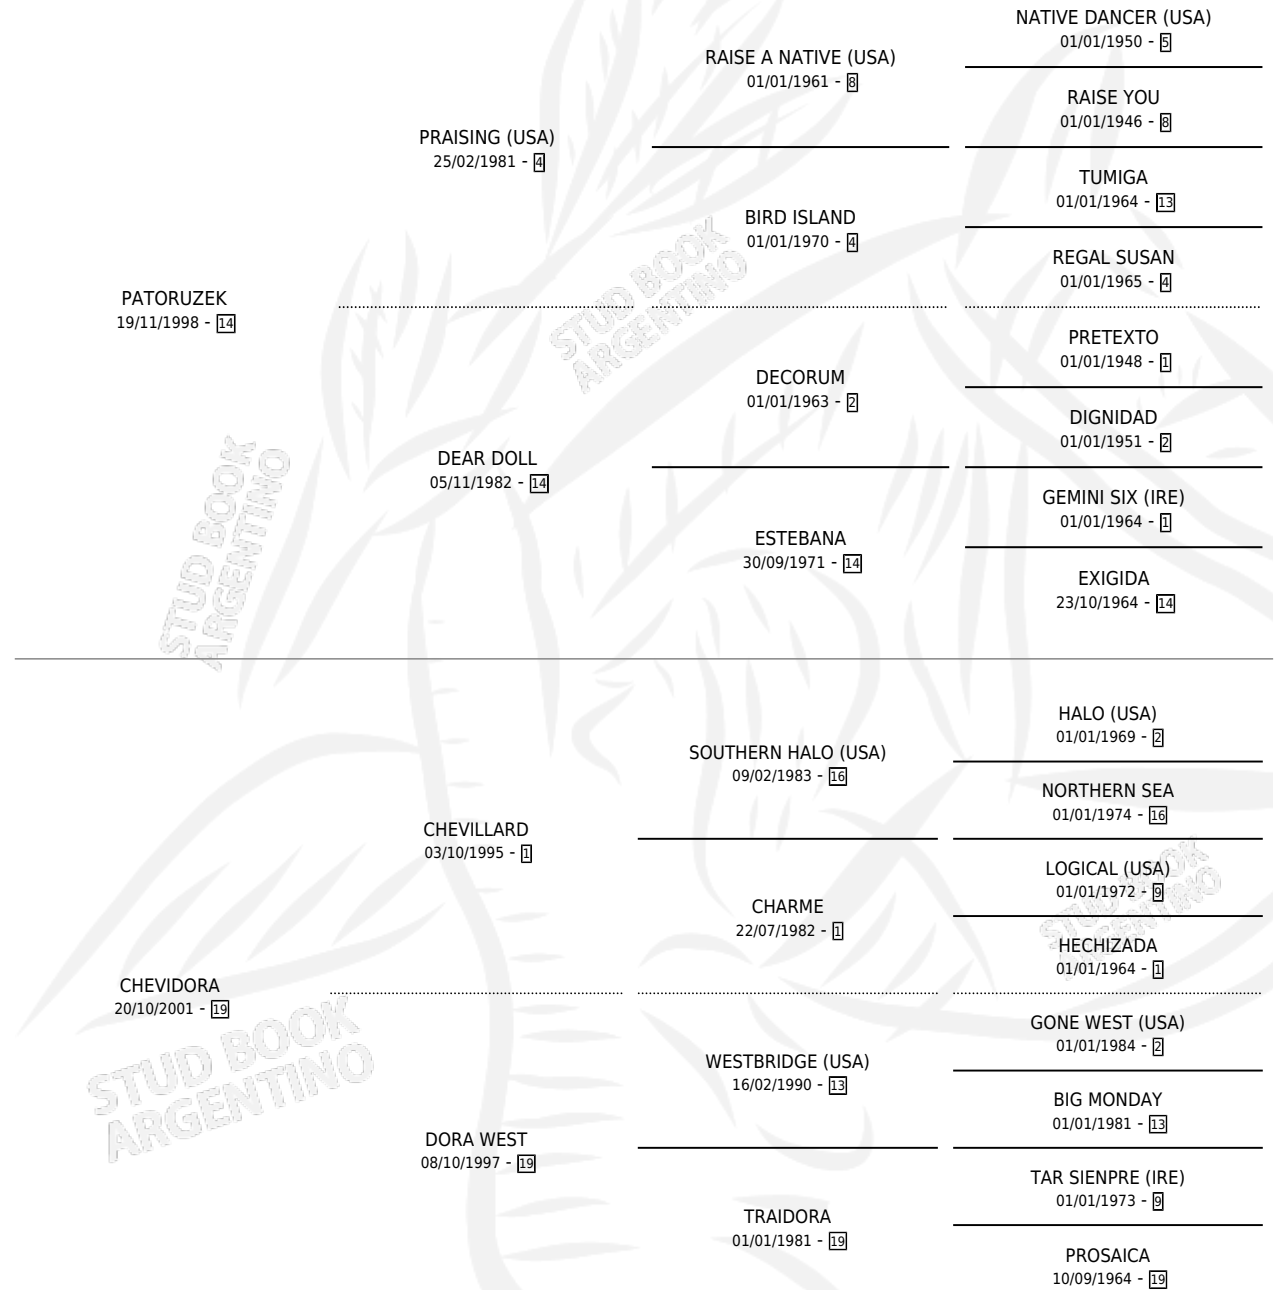 NATIVE DANCER (USA)
01/01/1950 - 5
RAISE A NATIVE (USA)
01/01/1961 - 8
RAISE YOU
01/01/1946 - 8
PRAISING (USA)
25/02/1981 - 4
TUMIGA
01/01/1964 - 13
BIRD ISLAND
01/01/1970 - 4
REGAL SUSAN
01/01/1965 - 4
PATORUZEK
19/11/1998 - 14
PRETEXTO
01/01/1948 - 1
DECORUM
01/01/1963 - 2
DIGNIDAD
01/01/1951 - 2
DEAR DOLL
05/11/1982 - 14
GEMINI SIX (IRE)
01/01/1964 - 1
ESTEBANA
30/09/1971 - 14
EXIGIDA
23/10/1964 - 14
STUD BOOK
ARGENTINO
STUD BOOK
ARGENTINO
HALO (USA)
01/01/1969 - 2
SOUTHERN HALO (USA)
09/02/1983 - 16
NORTHERN SEA
01/01/1974 - 16
CHEVILLARD
03/10/1995 - 1
LOGICAL (USA)
01/01/1972 - 9
CHARME
22/07/1982 - 1
HECHIZADA
01/01/1964 - 1
CHEVIDORA
20/10/2001 - 19
GONE WEST (USA)
01/01/1984 - 2
WESTBRIDGE (USA)
16/02/1990 - 13
BIG MONDAY
01/01/1981 - 13
DORA WEST
08/10/1997 - 19
TAR SIENPRE (IRE)
01/01/1973 - 9
TRAIDORA
01/01/1981 - 19
PROSAICA
10/09/1964 - 19
STUD BOOK
ARGENTINO
STUD BOOK
ARGENTINO